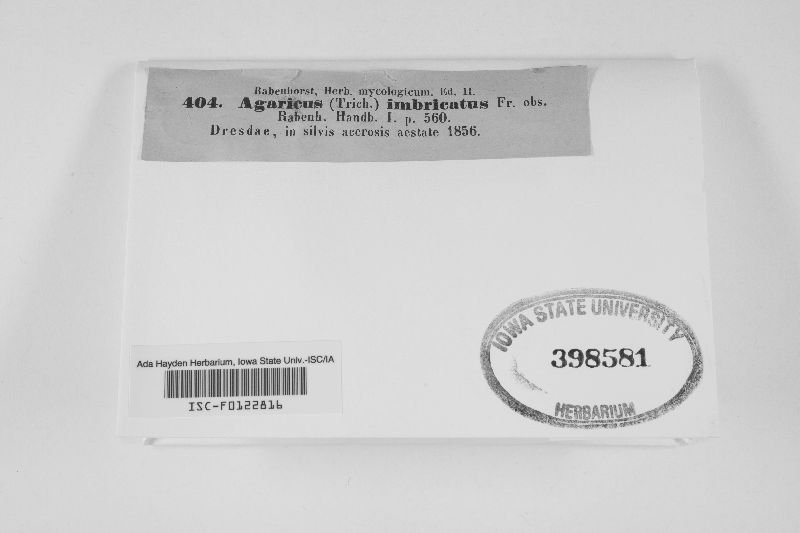 Rabenhorst, Herb. mycologicum. Ed. II.
404. Agaricus (Trich.) imbricatus Fr. obs.
Rabenh. Handb. I. p. 560.
Dresdae, in silvis acerosis aestate 1856.
IOWA STATE UNIVERSITY
398581
HERBARIUM
Ada Hayden Herbarium, Iowa State Univ.-ISC/IA
ISC-F0122816